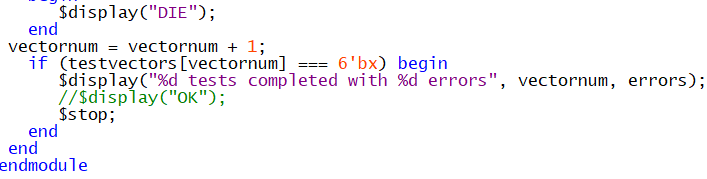 $display("DIE");
end
vectornum = vectornum + 1;
if (testvectors[vectornum] === 6'bx) begin
$display("%d tests completed with %d errors", vectornum, errors);
//$display("OK");
$stop;
end
end
endmodule